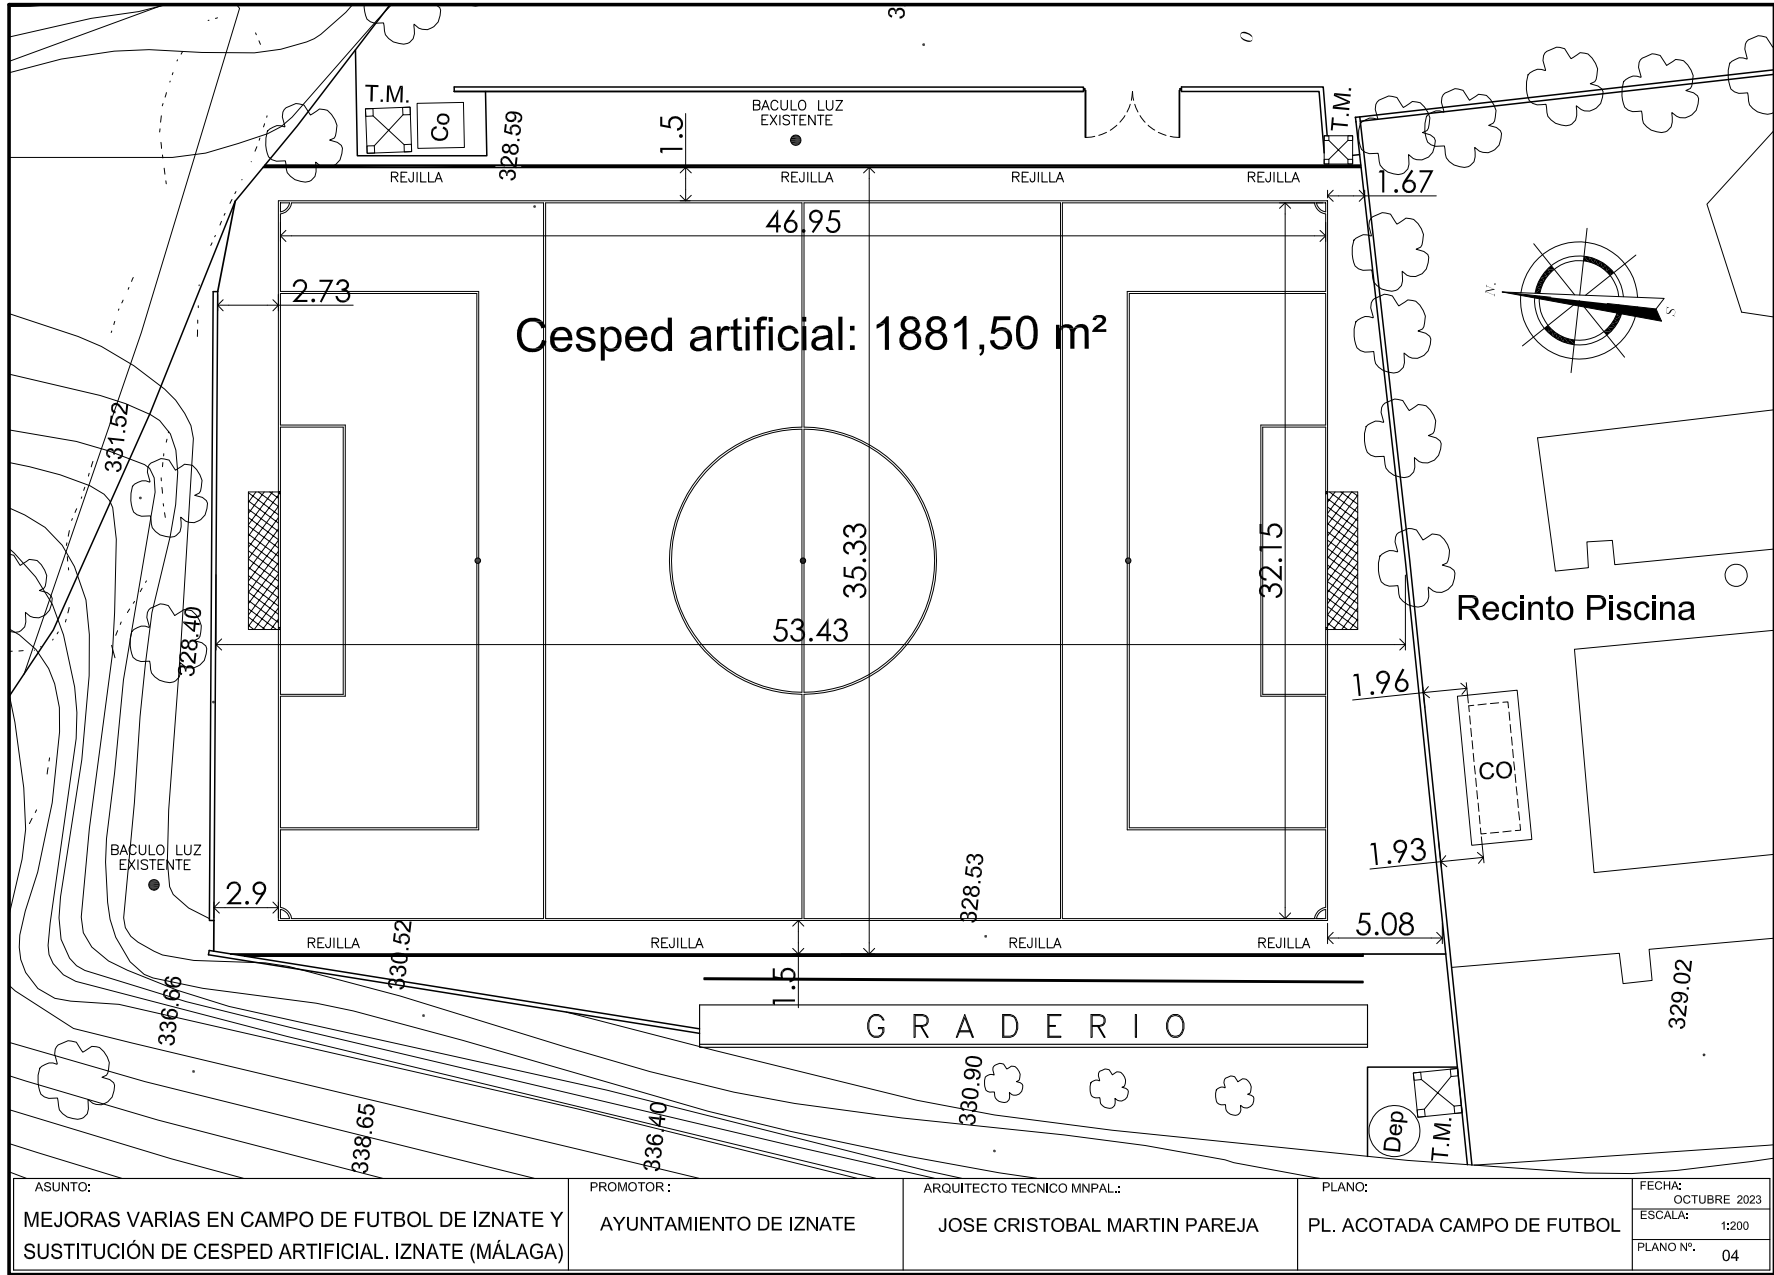 3
0
T.M.
Co
328.59
1.5
BACULO LUZ
EXISTENTE
T.M.
REJILLA
REJILLA
REJILLA
REJILLA
1.67
46.95
2.73
N.
S.
Cesped artificial: 1881,50 m²
331.52
35.33
32.15
328.40
53.43
Recinto Piscina
1.96
CO
BACULO LUZ
EXISTENTE
1.93
2.9
328.53
5.08
REJILLA
REJILLA
REJILLA
REJILLA
330.52
1.5
336.66
329.02
GRADERIO
330.90
338.65
336.40
Dep
T.M.
ASUNTO:
MEJORAS VARIAS EN CAMPO DE FUTBOL DE IZNATE Y
SUSTITUCIÓN DE CESPED ARTIFICIAL. IZNATE (MÁLAGA)
PROMOTOR :
AYUNTAMIENTO DE IZNATE
ARQUITECTO TECNICO MNPAL.:
JOSE CRISTOBAL MARTIN PAREJA
PLANO:
PL. ACOTADA CAMPO DE FUTBOL
FECHA:
OCTUBRE 2023
ESCALA:
1:200
PLANO Nº.
04